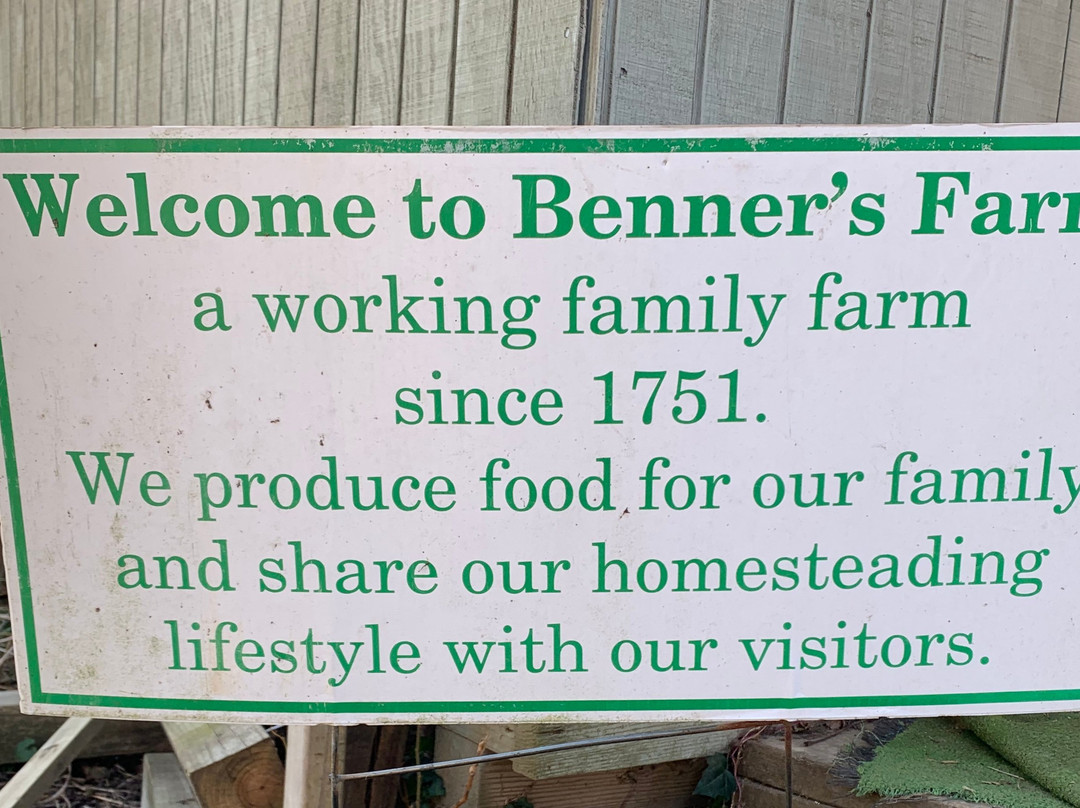 Welcome to Benner's Farm
a working family farm
since 1751.
We produce food for our family
and share our homesteading
lifestyle with our visitors.